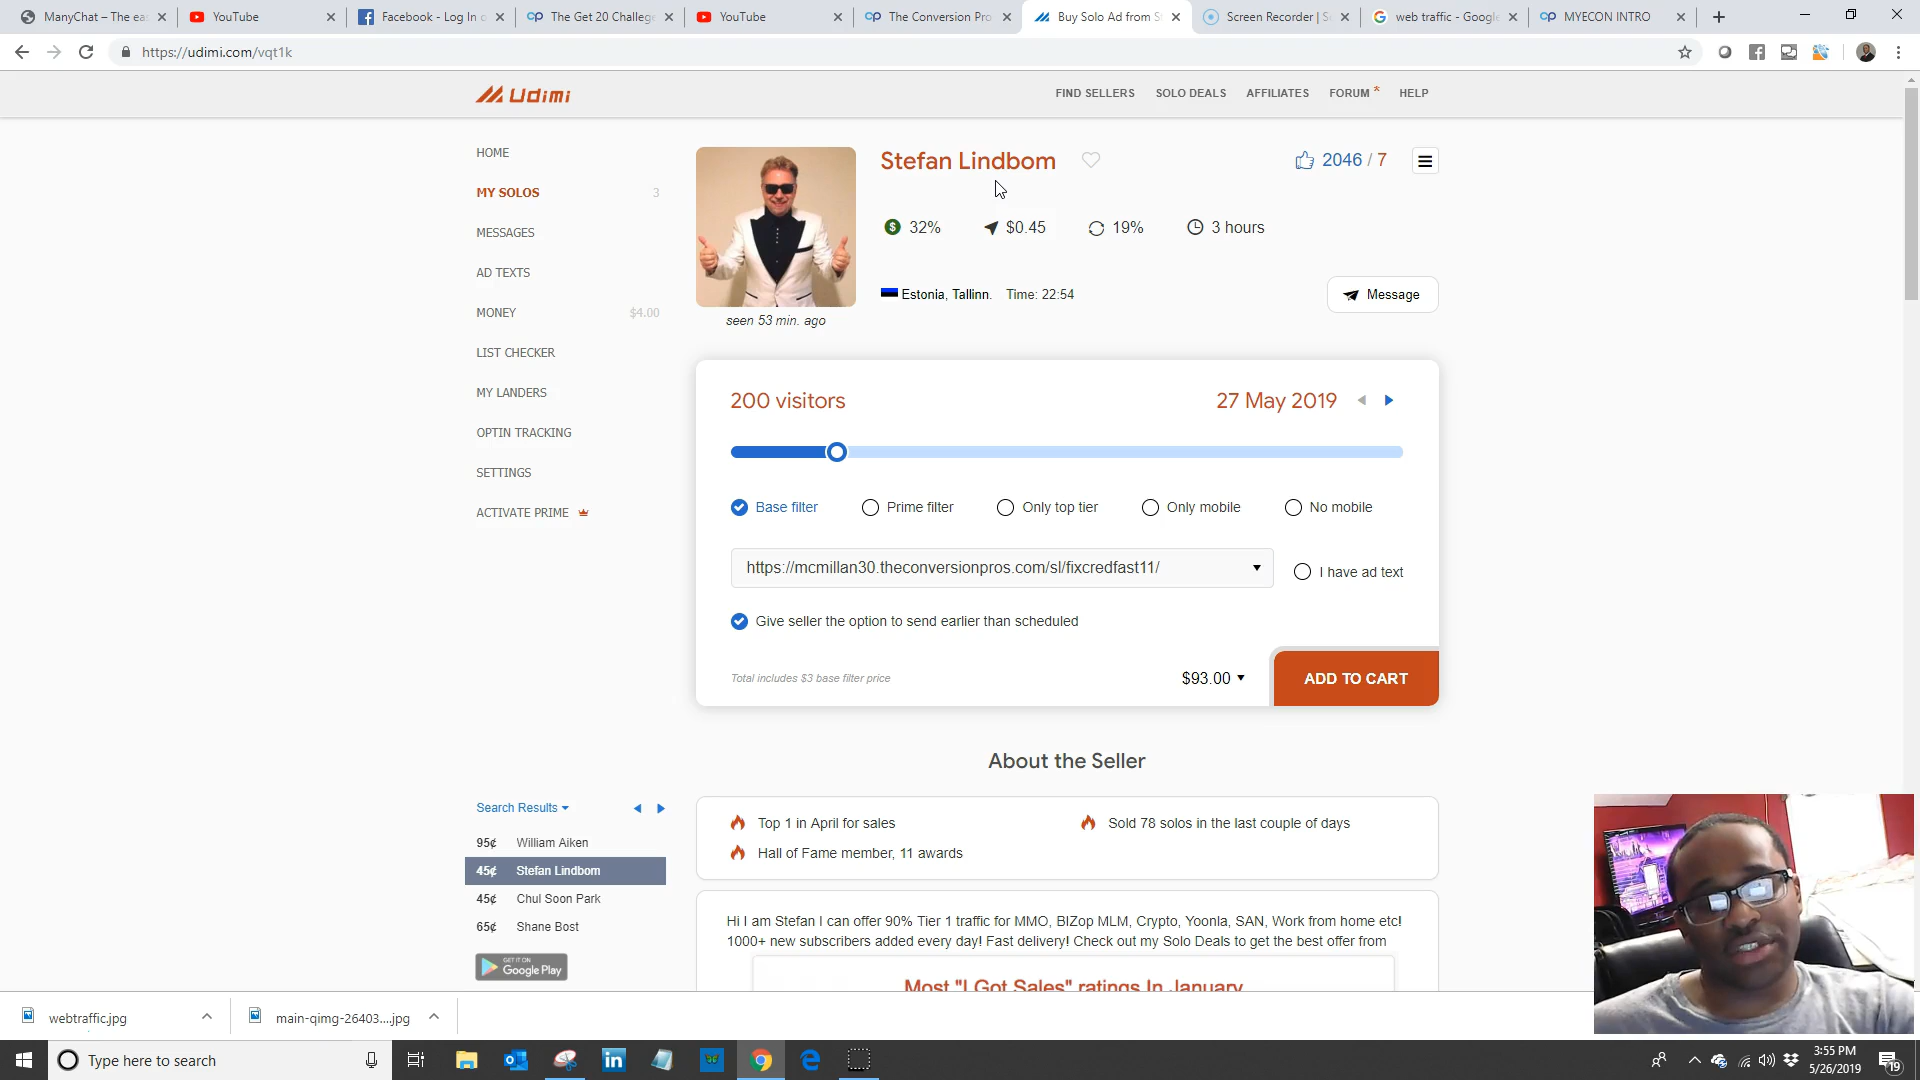 ManyChat – The ea
YouTube
Facebook - Log In o
The Get 20 Challeng
YouTube
The Conversion Pro
Buy Solo Ad from S
Screen Recorder | S
web traffic - Google
MYECON INTRO
https://udimi.com/vqt1k
Udimi
FIND SELLERS
SOLO DEALS
AFFILIATES
FORUM *
HELP
HOME
MY SOLOS 3
MESSAGES
AD TEXTS
MONEY $4.00
LIST CHECKER
MY LANDERS
OPTIN TRACKING
SETTINGS
ACTIVATE PRIME
seen 53 min. ago
Stefan Lindbom
2046 / 7
32%
$0.45
19%
3 hours
Estonia, Tallinn. Time: 22:54
Message
200 visitors
27 May 2019
Base filter
Prime filter
Only top tier
Only mobile
No mobile
https://mcmillan30.theconversionpros.com/sl/fixcredfast11/
I have ad text
Give seller the option to send earlier than scheduled
Total includes $3 base filter price
$93.00
ADD TO CART
About the Seller
Top 1 in April for sales
Sold 78 solos in the last couple of days
Hall of Fame member, 11 awards
Hi I am Stefan I can offer 90% Tier 1 traffic for MMO, BIZop MLM, Crypto, Yoonla, SAN, Work from home etc!
1000+ new subscribers added every day! Fast delivery! Check out my Solo Deals to get the best offer from
Most "I Got Sales" ratings In January
Search Results
95¢ William Aiken
45¢ Stefan Lindbom
45¢ Chul Soon Park
65¢ Shane Bost
GET IT ON
Google Play
webtraffic.jpg
main-qimg-26403....jpg
Type here to search
3:55 PM
5/26/2019
19